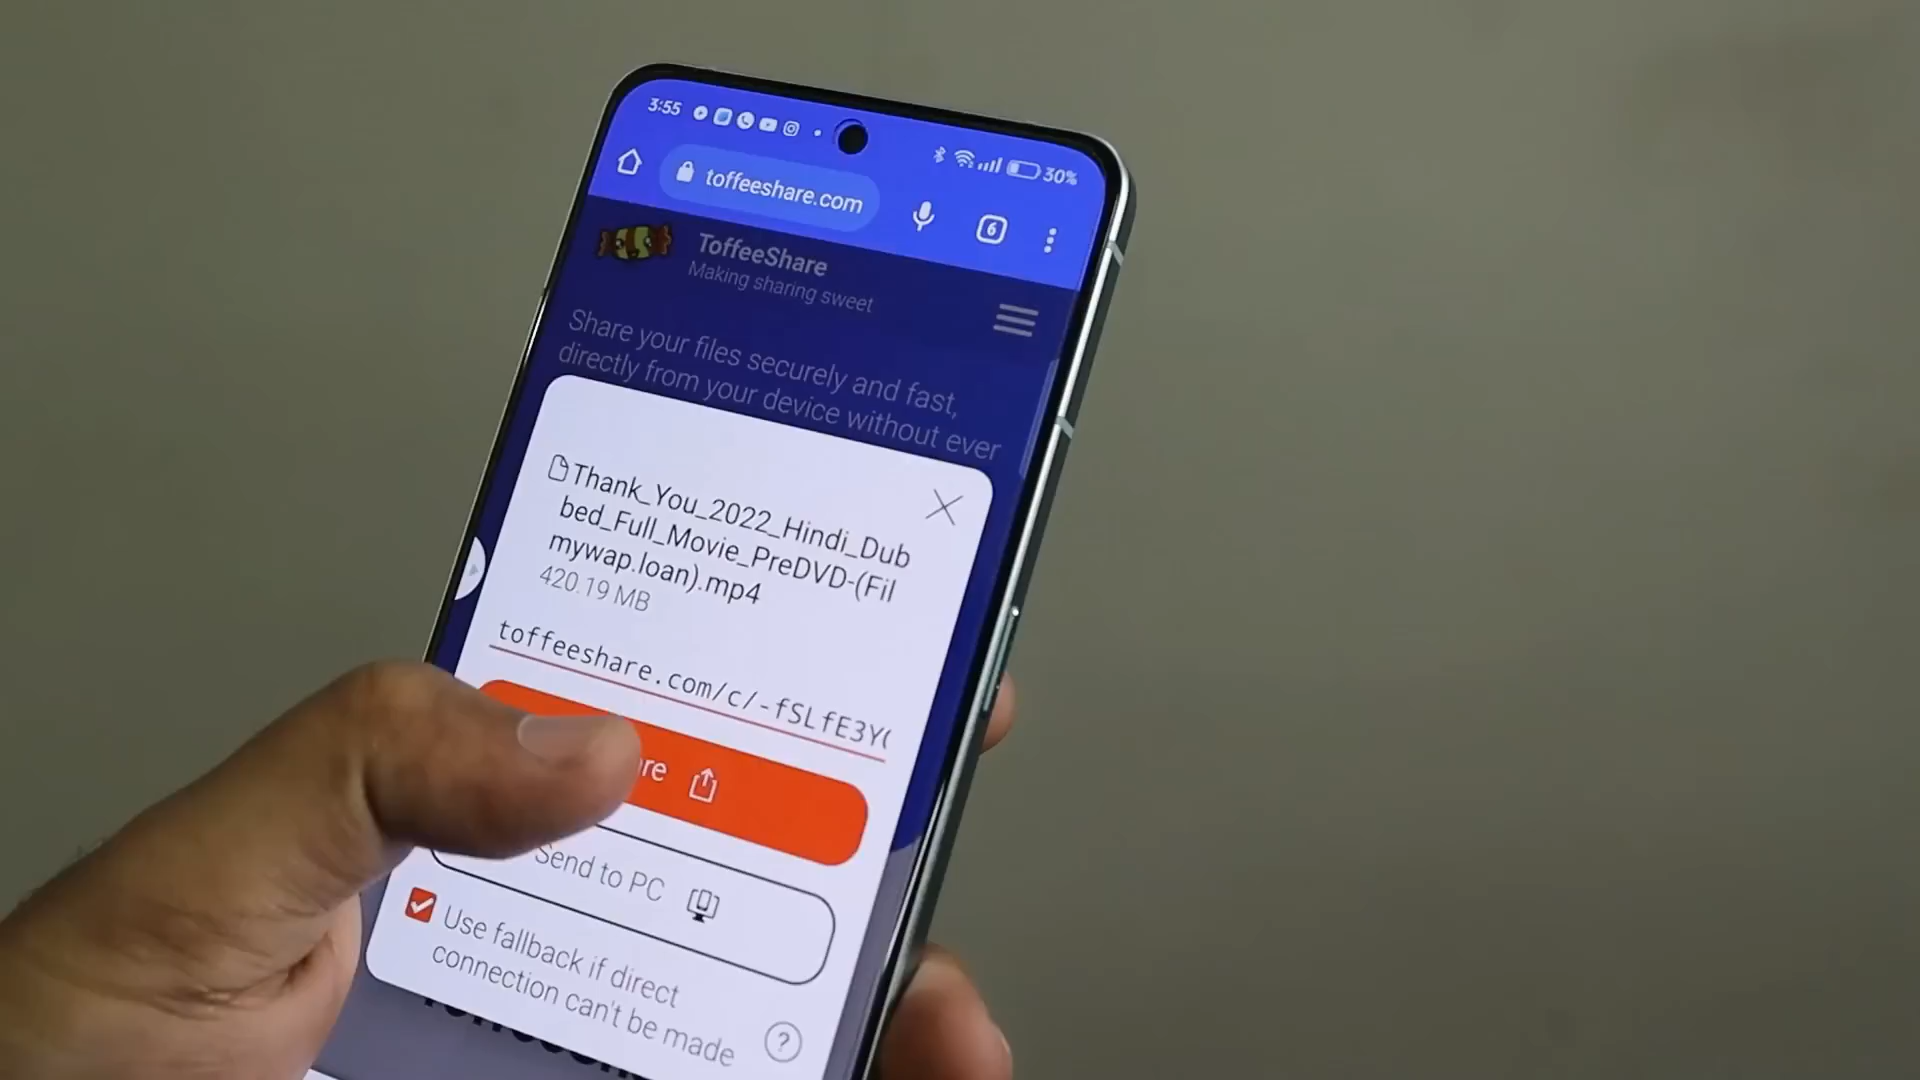 3:55
30%
toffeeshare.com
6
ToffeeShare
Making sharing sweet
Share your files securely and fast,
directly from your device without ever
Thank_You_2022_Hindi_Dub
bed_Full_Movie_PreDVD-(Fil
mywap.loan).mp4
420.19 MB
toffeeshare.com/c/-fSLfE3Y
re
Send to PC
Use fallback if direct
connection can't be made
?